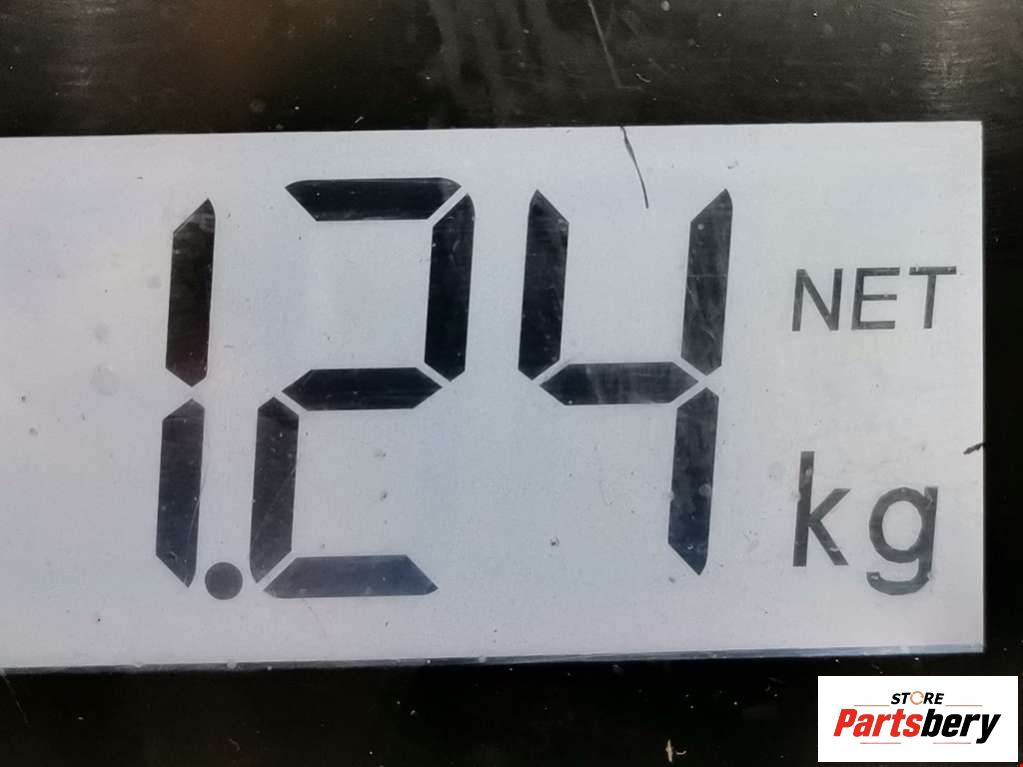 1.24
NET
kg
STORE
Partsbery